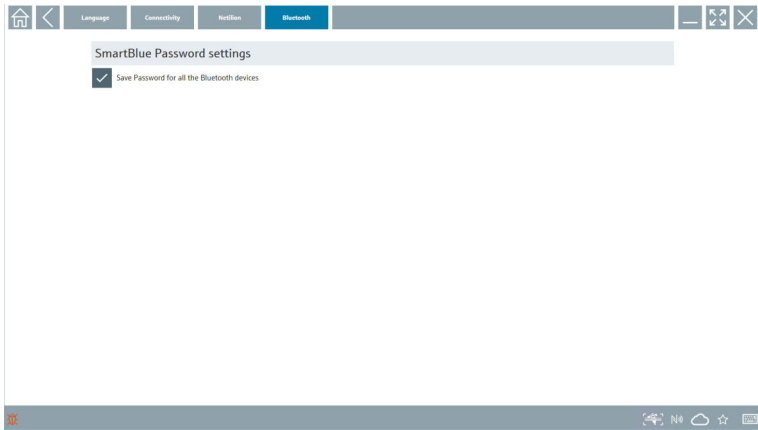 Language
Connectivity
Netilion
Bluetooth
SmartBlue Password settings
Save Password for all the Bluetooth devices